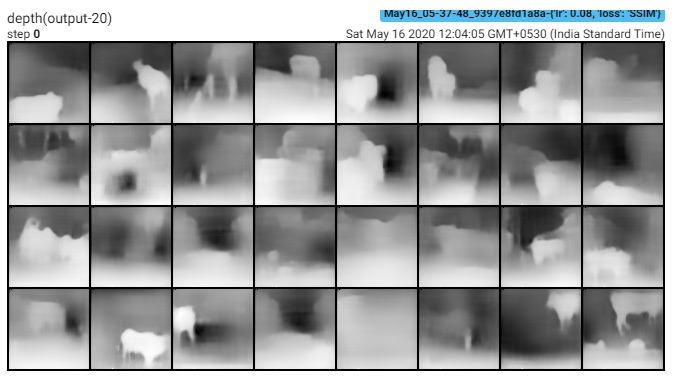 May16_05-37-48_9397e8fd1a8a-{'lr': 0.08, 'loss': 'SSIM'}
depth(output-20)
step 0
Sat May 16 2020 12:04:05 GMT+0530 (India Standard Time)